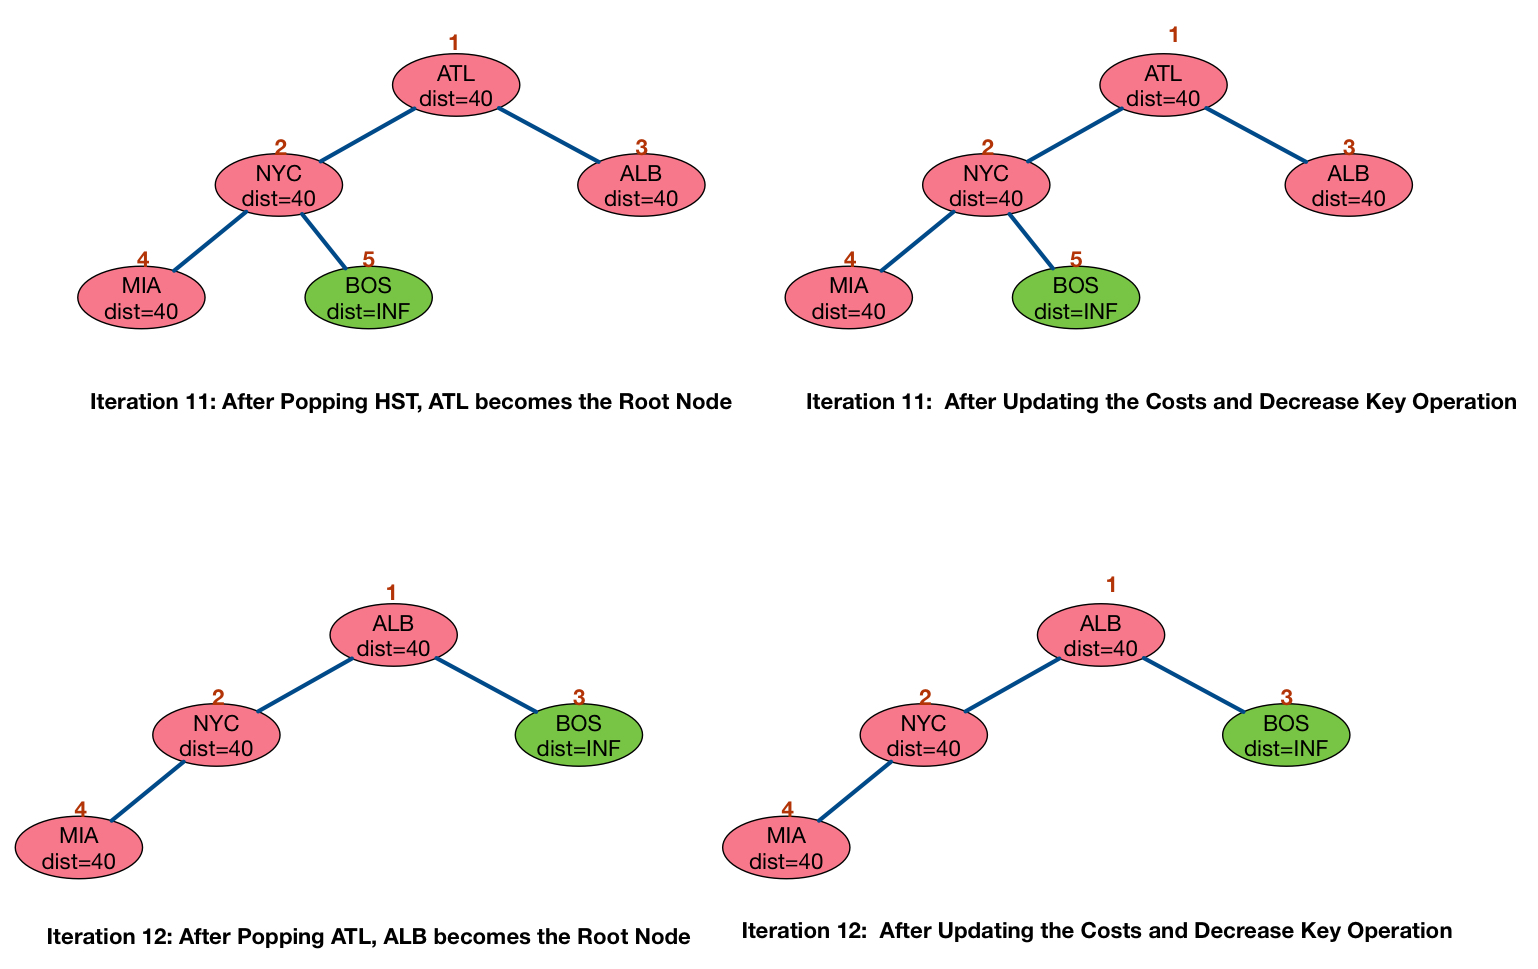 1
ATL
dist=40
2
NYC
dist=40
3
ALB
dist=40
4
MIA
dist=40
5
BOS
dist=INF
Iteration 11: After Popping HST, ATL becomes the Root Node
1
ATL
dist=40
2
NYC
dist=40
3
ALB
dist=40
4
MIA
dist=40
5
BOS
dist=INF
Iteration 11:  After Updating the Costs and Decrease Key Operation
1
ALB
dist=40
2
NYC
dist=40
3
BOS
dist=INF
4
MIA
dist=40
Iteration 12: After Popping ATL, ALB becomes the Root Node
1
ALB
dist=40
2
NYC
dist=40
3
BOS
dist=INF
4
MIA
dist=40
Iteration 12:  After Updating the Costs and Decrease Key Operation